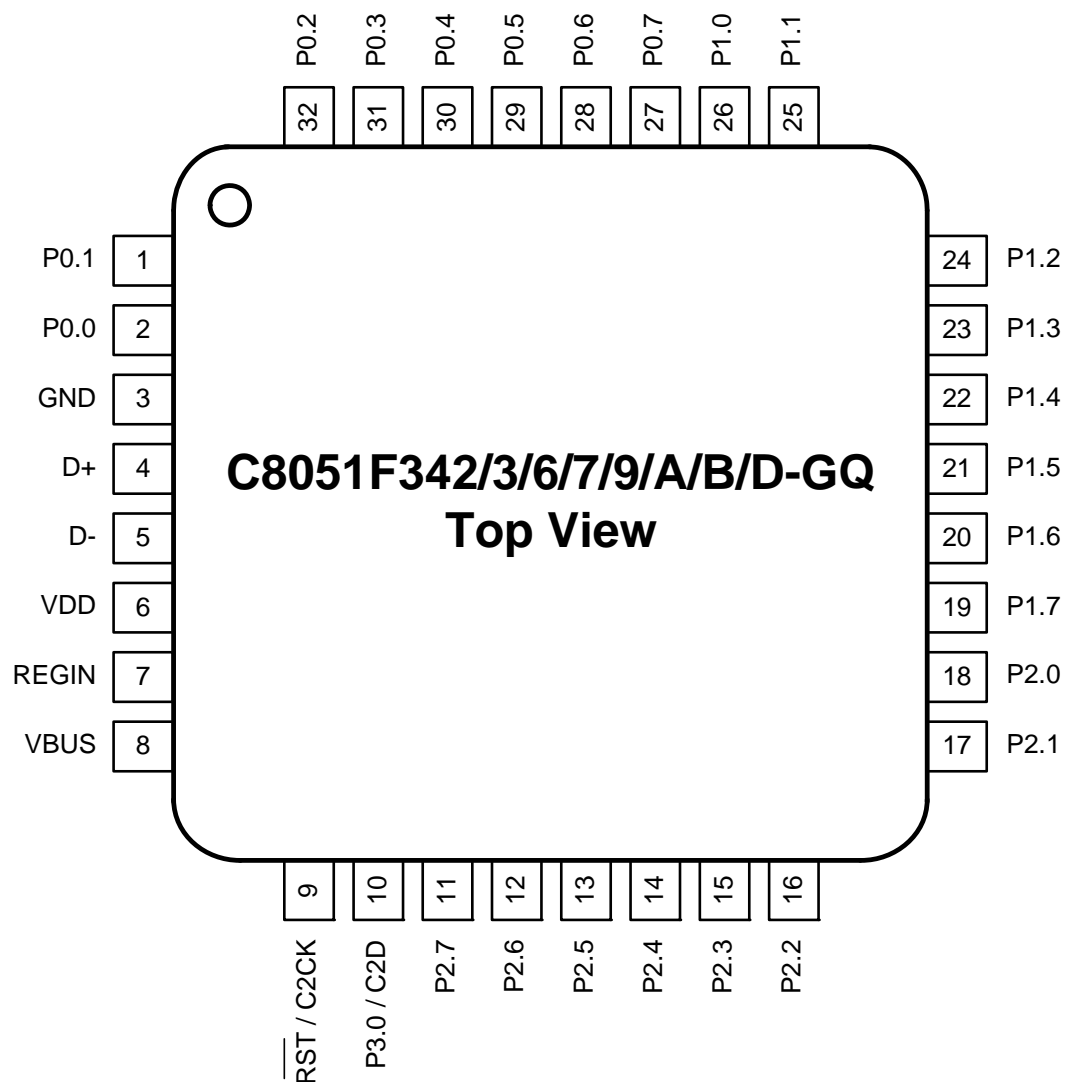 P0.2
P0.3
P0.4
P0.5
P0.6
P0.7
P1.0
P1.1
32
31
30
29
28
27
26
25
P0.1 1
P0.0 2
GND 3
D+ 4
D- 5
VDD 6
REGIN 7
VBUS 8
C8051F342/3/6/7/9/A/B/D-GQ
Top View
24 P1.2
23 P1.3
22 P1.4
21 P1.5
20 P1.6
19 P1.7
18 P2.0
17 P2.1
9
10
11
12
13
14
15
16
RST / C2CK
P3.0 / C2D
P2.7
P2.6
P2.5
P2.4
P2.3
P2.2